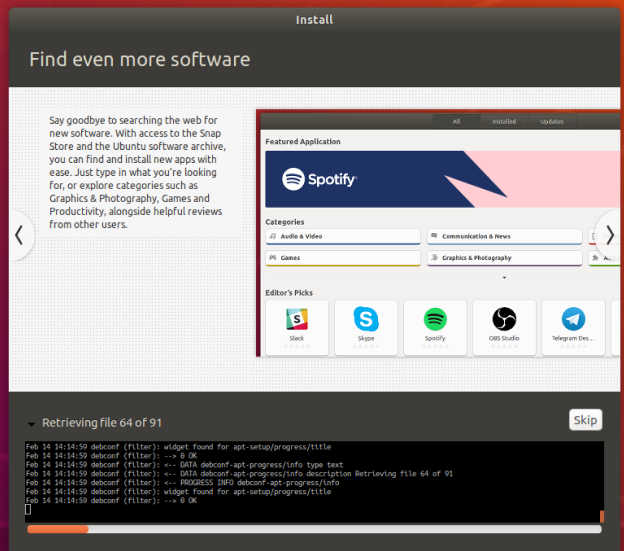 Install
Find even more software
Say goodbye to searching the web for
new software. With access to the Snap
Store and the Ubuntu software archive,
you can find and install new apps with
ease. Just type in what you're looking
for, or explore categories such as
Graphics & Photography, Games and
Productivity, alongside helpful reviews
from other users.
All Installed Updates
Featured Application
Spotify
Categories
Audio & Video
Communication & News
Games
Graphics & Photography
Editor's Picks
Slack
Skype
Spotify
OBS Studio
Telegram Des...
Retrieving file 64 of 91
Skip
Feb 14 14:14:59 debconf (filter): widget found for apt-setup/progress/title
Feb 14 14:14:59 debconf (filter): --> 0 OK
Feb 14 14:14:59 debconf (filter): <-- DATA debconf-apt-progress/info type text
Feb 14 14:14:59 debconf (filter): <-- DATA debconf-apt-progress/info description Retrieving file 64 of 91
Feb 14 14:14:59 debconf (filter): <-- PROGRESS INFO debconf-apt-progress/info
Feb 14 14:14:59 debconf (filter): widget found for apt-setup/progress/title
Feb 14 14:14:59 debconf (filter): --> 0 OK